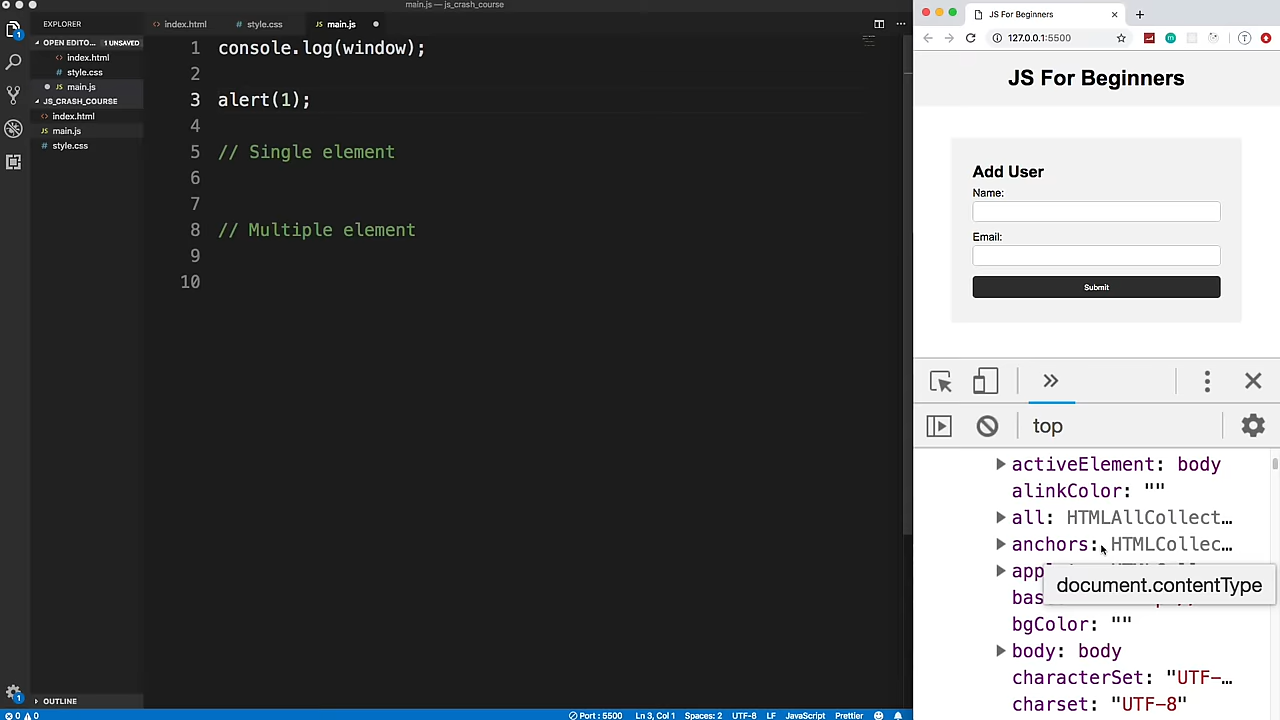 main.js — js_crash_course
EXPLORER
OPEN EDITO... 1 UNSAVED
index.html
style.css
main.js
JS_CRASH_COURSE
index.html
main.js
style.css
OUTLINE
index.html style.css main.js
1 console.log(window);
2
3 alert(1);
4
5 // Single element
6
7
8 // Multiple element
9
10
0 0
Port : 5500 Ln 3, Col 1 Spaces: 2 UTF-8 LF JavaScript Prettier
JS For Beginners
127.0.0.1:5500
JS For Beginners
Add User
Name:
Email:
Submit
top
activeElement: body
alinkColor: ""
all: HTMLAllCollect…
anchors: HTMLCollec…
document.contentType
bgColor: ""
body: body
characterSet: "UTF-…
charset: "UTF-8"